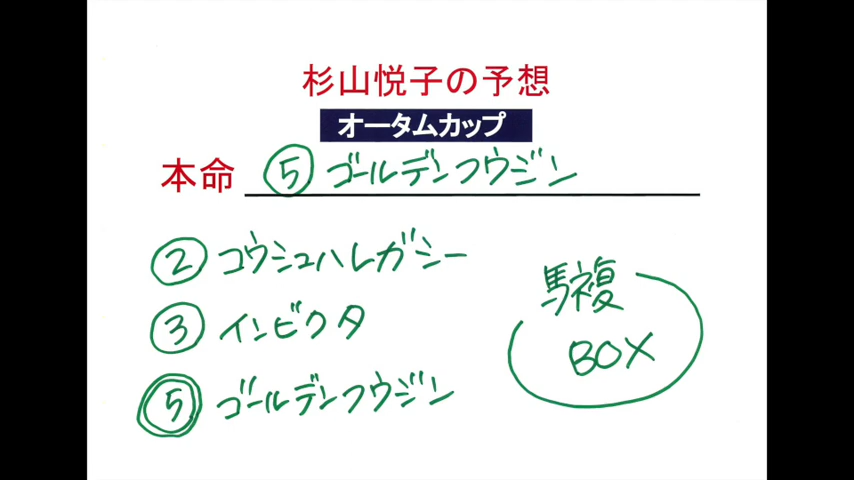 杉山悦子の予想
オータムカップ
本命 ⑤ ゴールデンフウジン
② コウシュハレガシー
③ インビクタ
⑤ ゴールデンフウジン
馬複
BOX